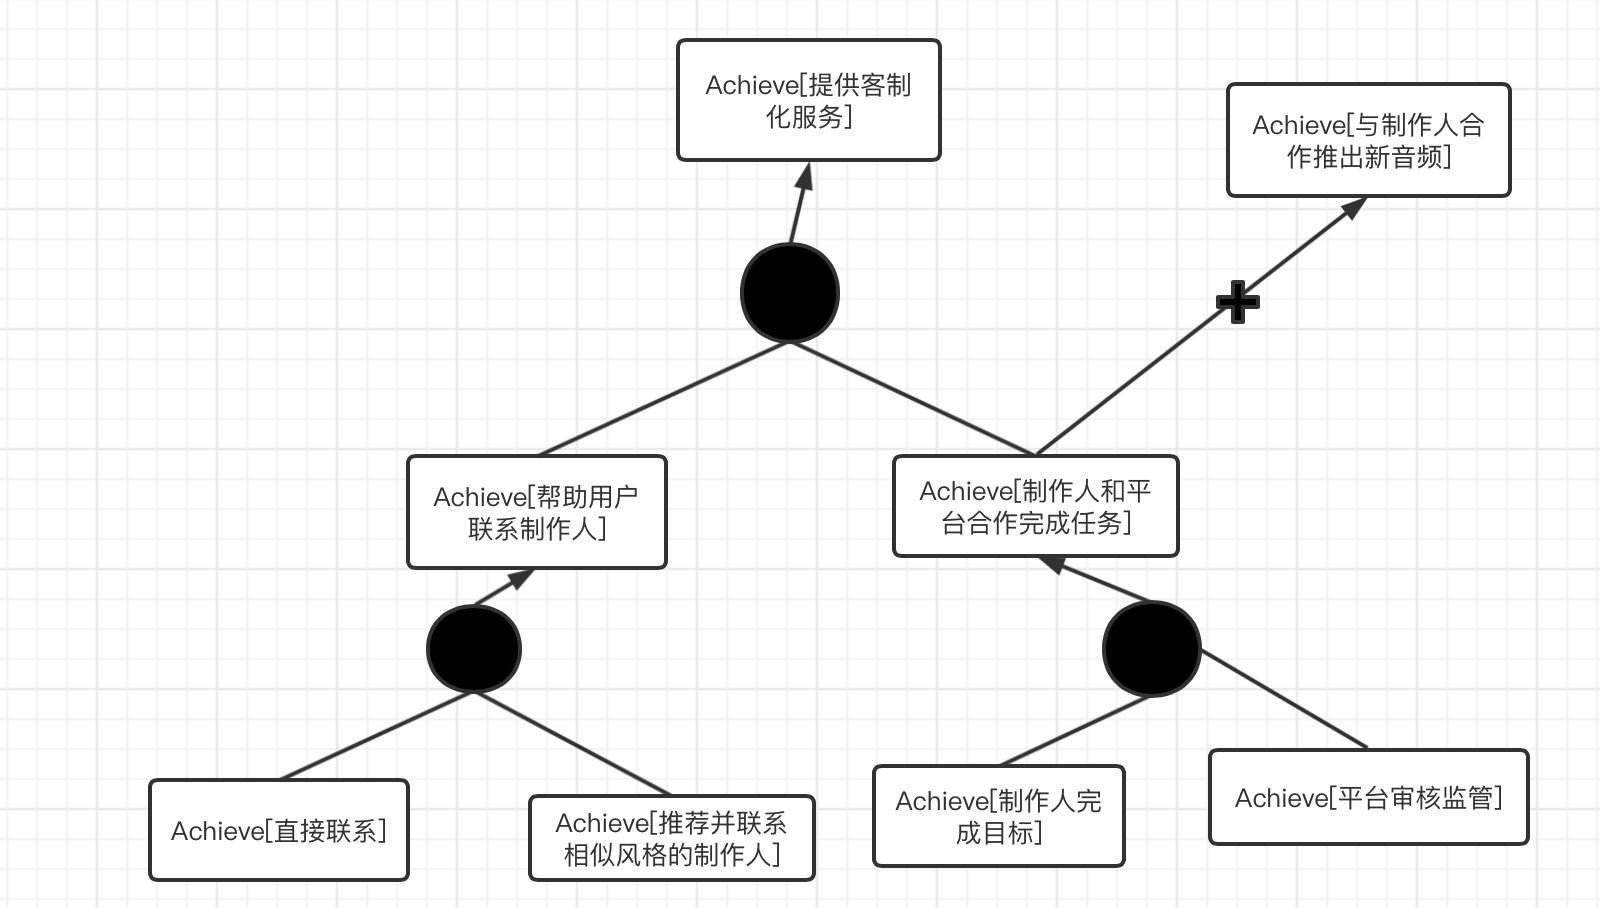 Achieve[提供客制
化服务]
Achieve[与制作人合
作推出新音频]
Achieve[帮助用户
联系制作人]
Achieve[制作人和平
台合作完成任务]
Achieve[直接联系]
Achieve[推荐并联系
相似风格的制作人]
Achieve[制作人完
成目标]
Achieve[平台审核监管]